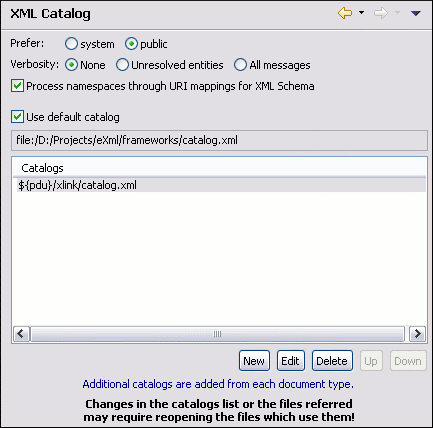 XML Catalog
Prefer: system public
Verbosity: None Unresolved entities All messages
Process namespaces through URI mappings for XML Schema
Use default catalog
file:/D:/Projects/eXml/frameworks/catalog.xml
Catalogs
${pdu}/xlink/catalog.xml
New Edit Delete Up Down
Additional catalogs are added from each document type.
Changes in the catalogs list or the files referred
may require reopening the files which use them!